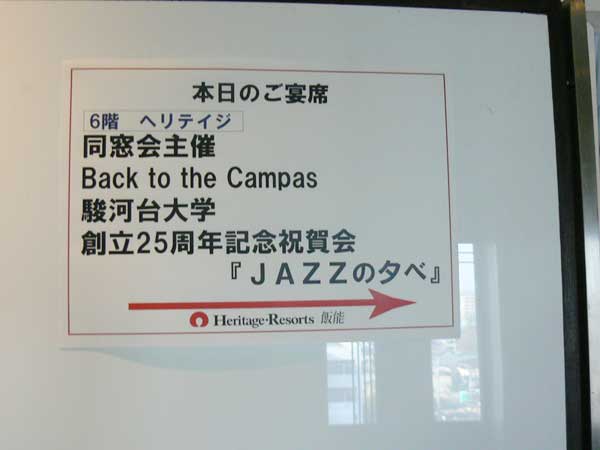 本日のご宴席
6階　ヘリテイジ
同窓会主催
Back to the Campas
駿河台大学
創立25周年記念祝賀会
『JAZZの夕べ』
Heritage・Resorts 飯能